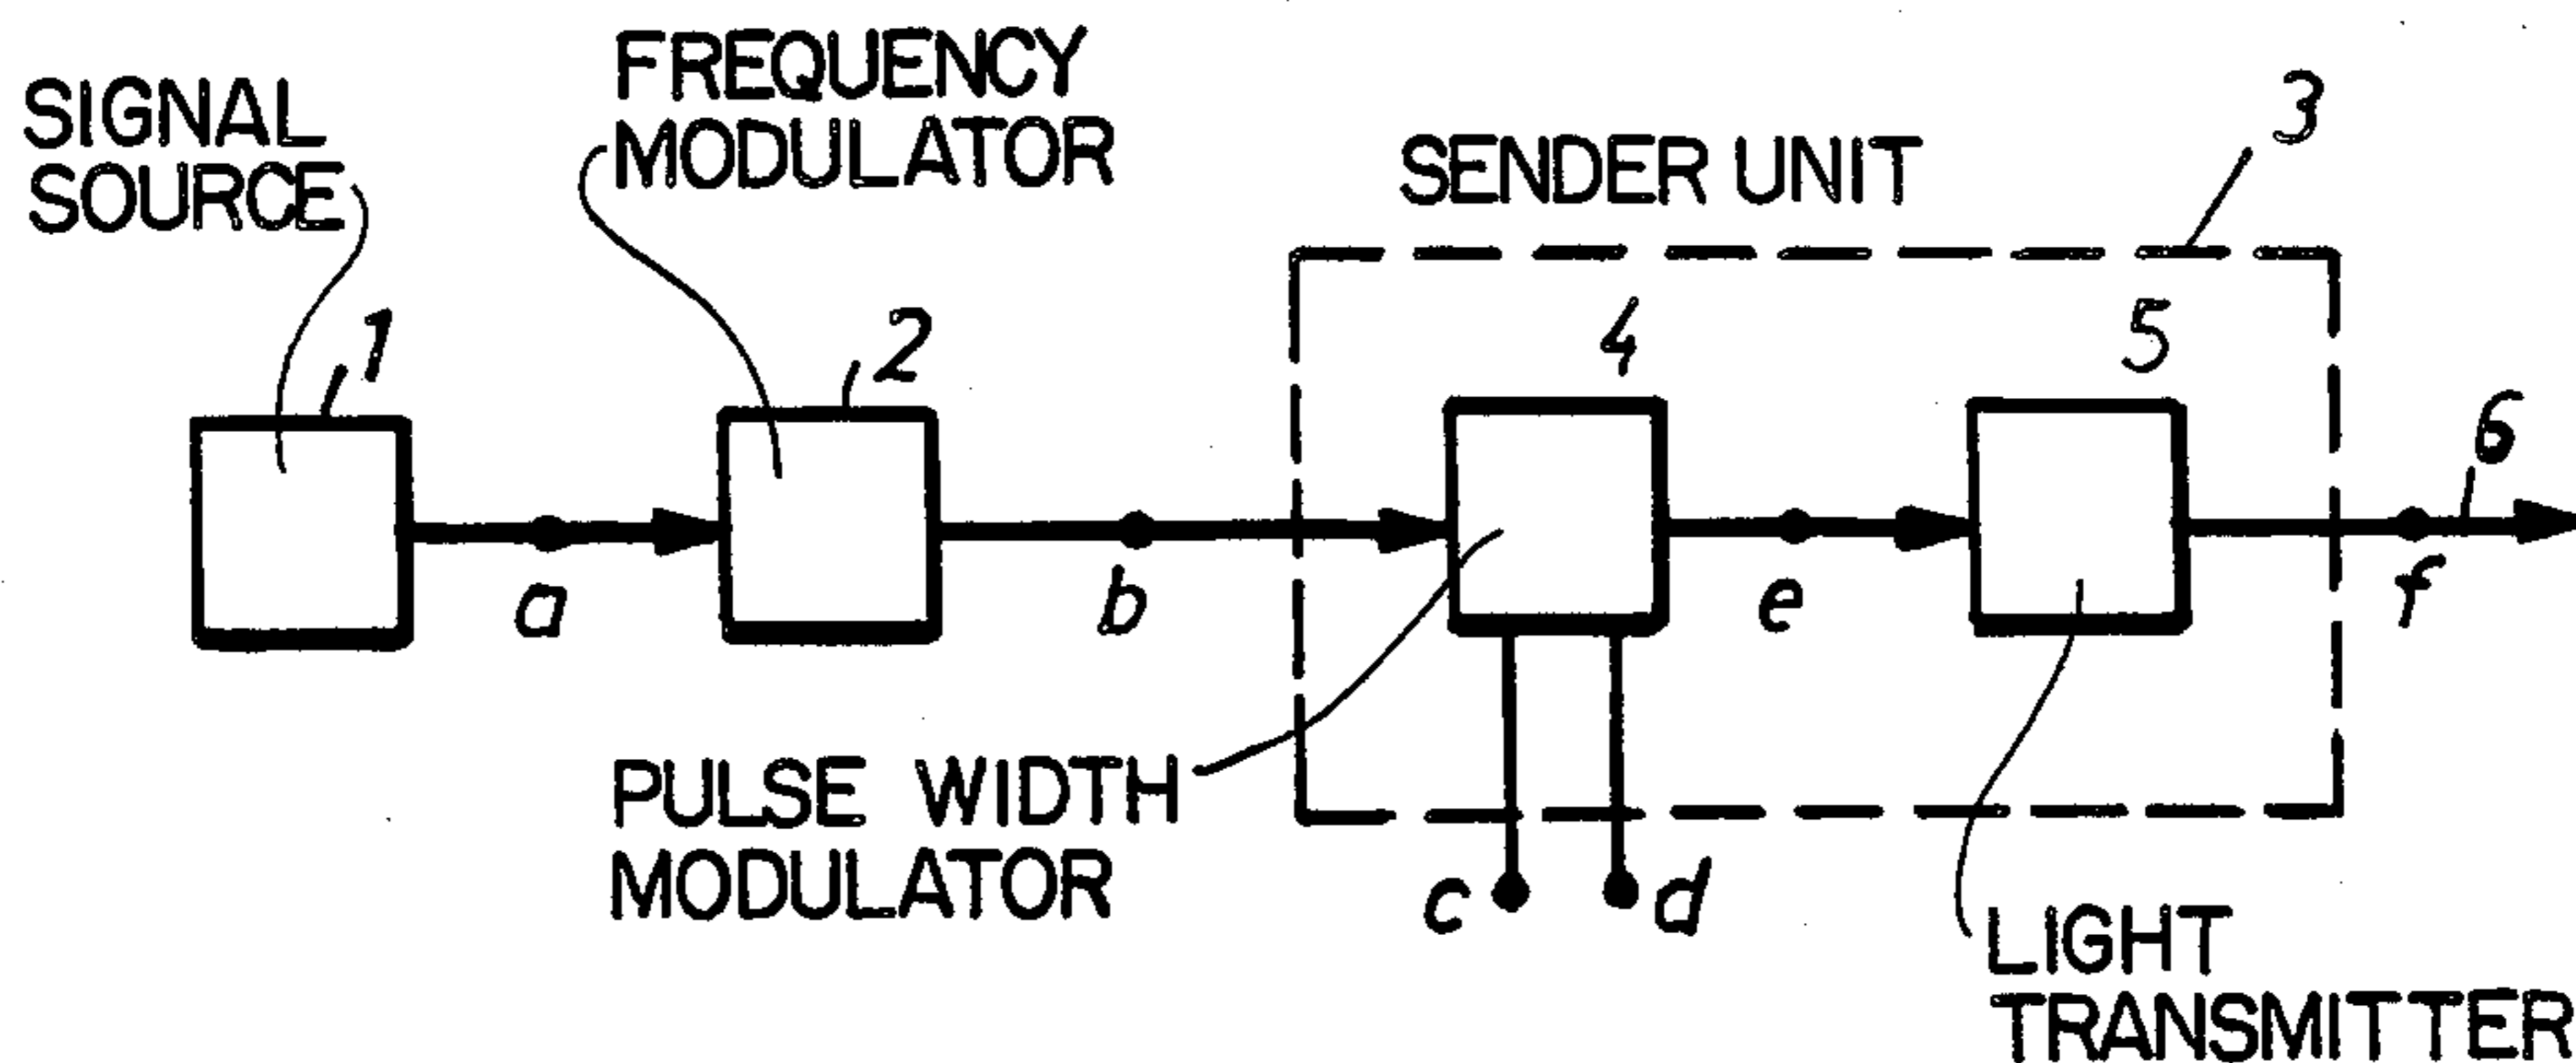 SIGNAL
SOURCE
FREQUENCY
MODULATOR
SENDER UNIT
3
1
2
4
5
6
a
b
e
f
PULSE WIDTH
MODULATOR
c
d
LIGHT
TRANSMITTER